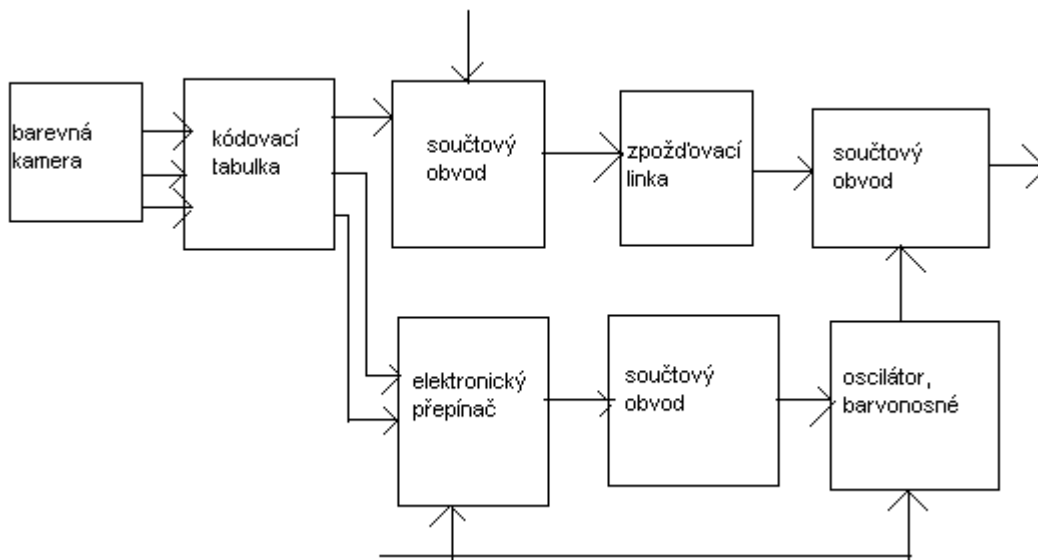 barevná
kamera
kódovací
tabulka
součtový
obvod
zpožďovací
linka
součtový
obvod
elektronický
přepínač
součtový
obvod
oscilátor,
barvonosné